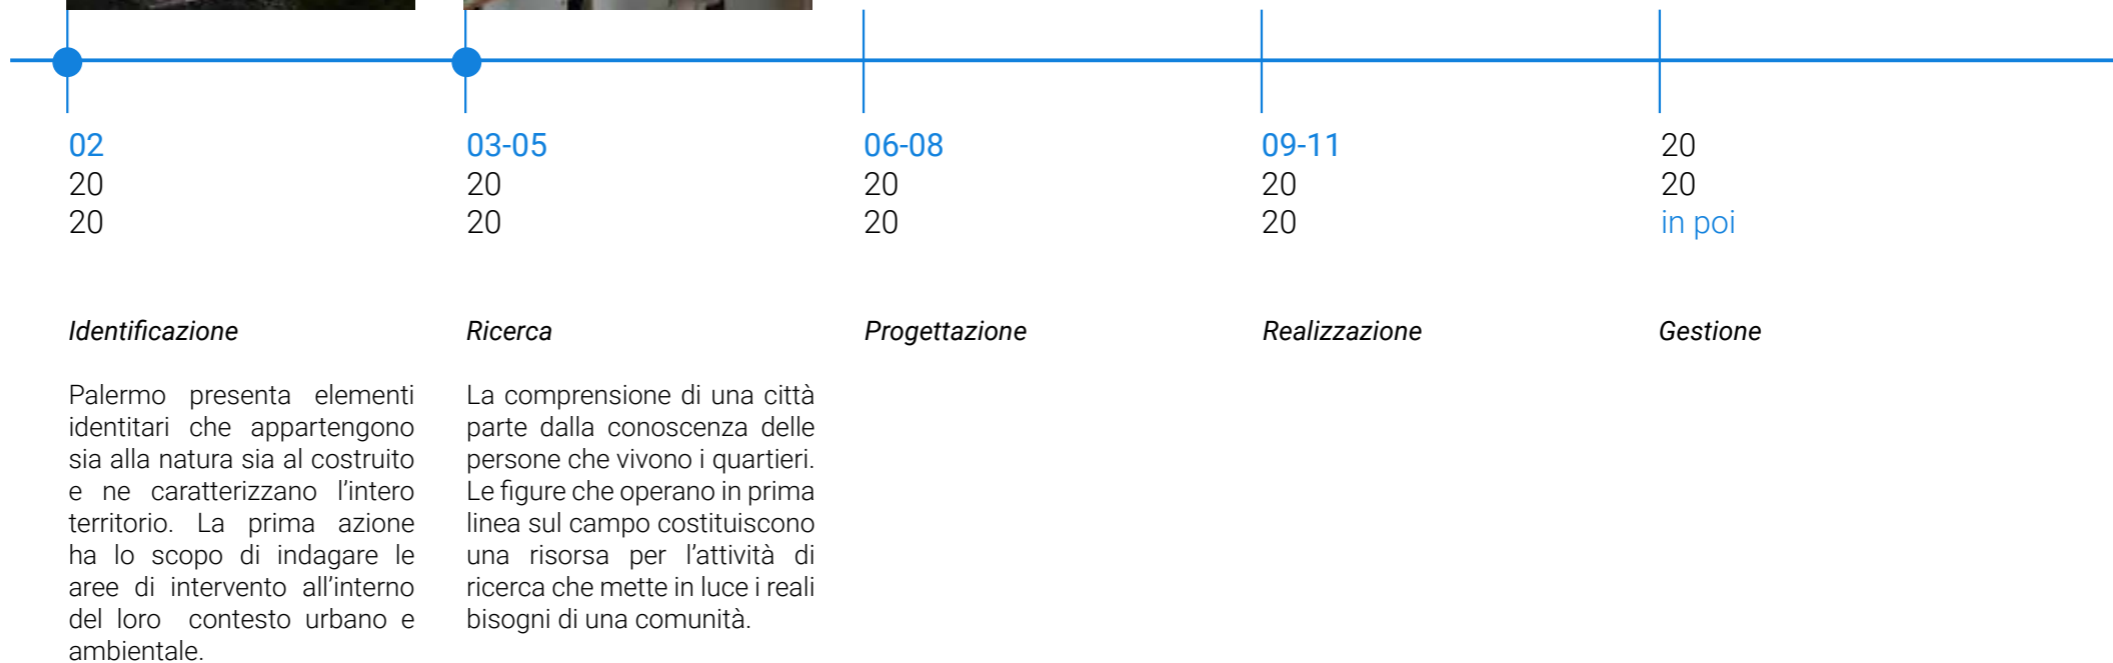 02
20
20
03-05
20
20
06-08
20
20
09-11
20
20
20
20
in poi
Identificazione
Palermo presenta elementi
identitari che appartengono
sia alla natura sia al costruito
e ne caratterizzano l'intero
territorio. La prima azione
ha lo scopo di indagare le
aree di intervento all'interno
del loro contesto urbano e
ambientale.
Ricerca
La comprensione di una città
parte dalla conoscenza delle
persone che vivono i quartieri.
Le figure che operano in prima
linea sul campo costituiscono
una risorsa per l'attività di
ricerca che mette in luce i reali
bisogni di una comunità.
Progettazione
Realizzazione
Gestione